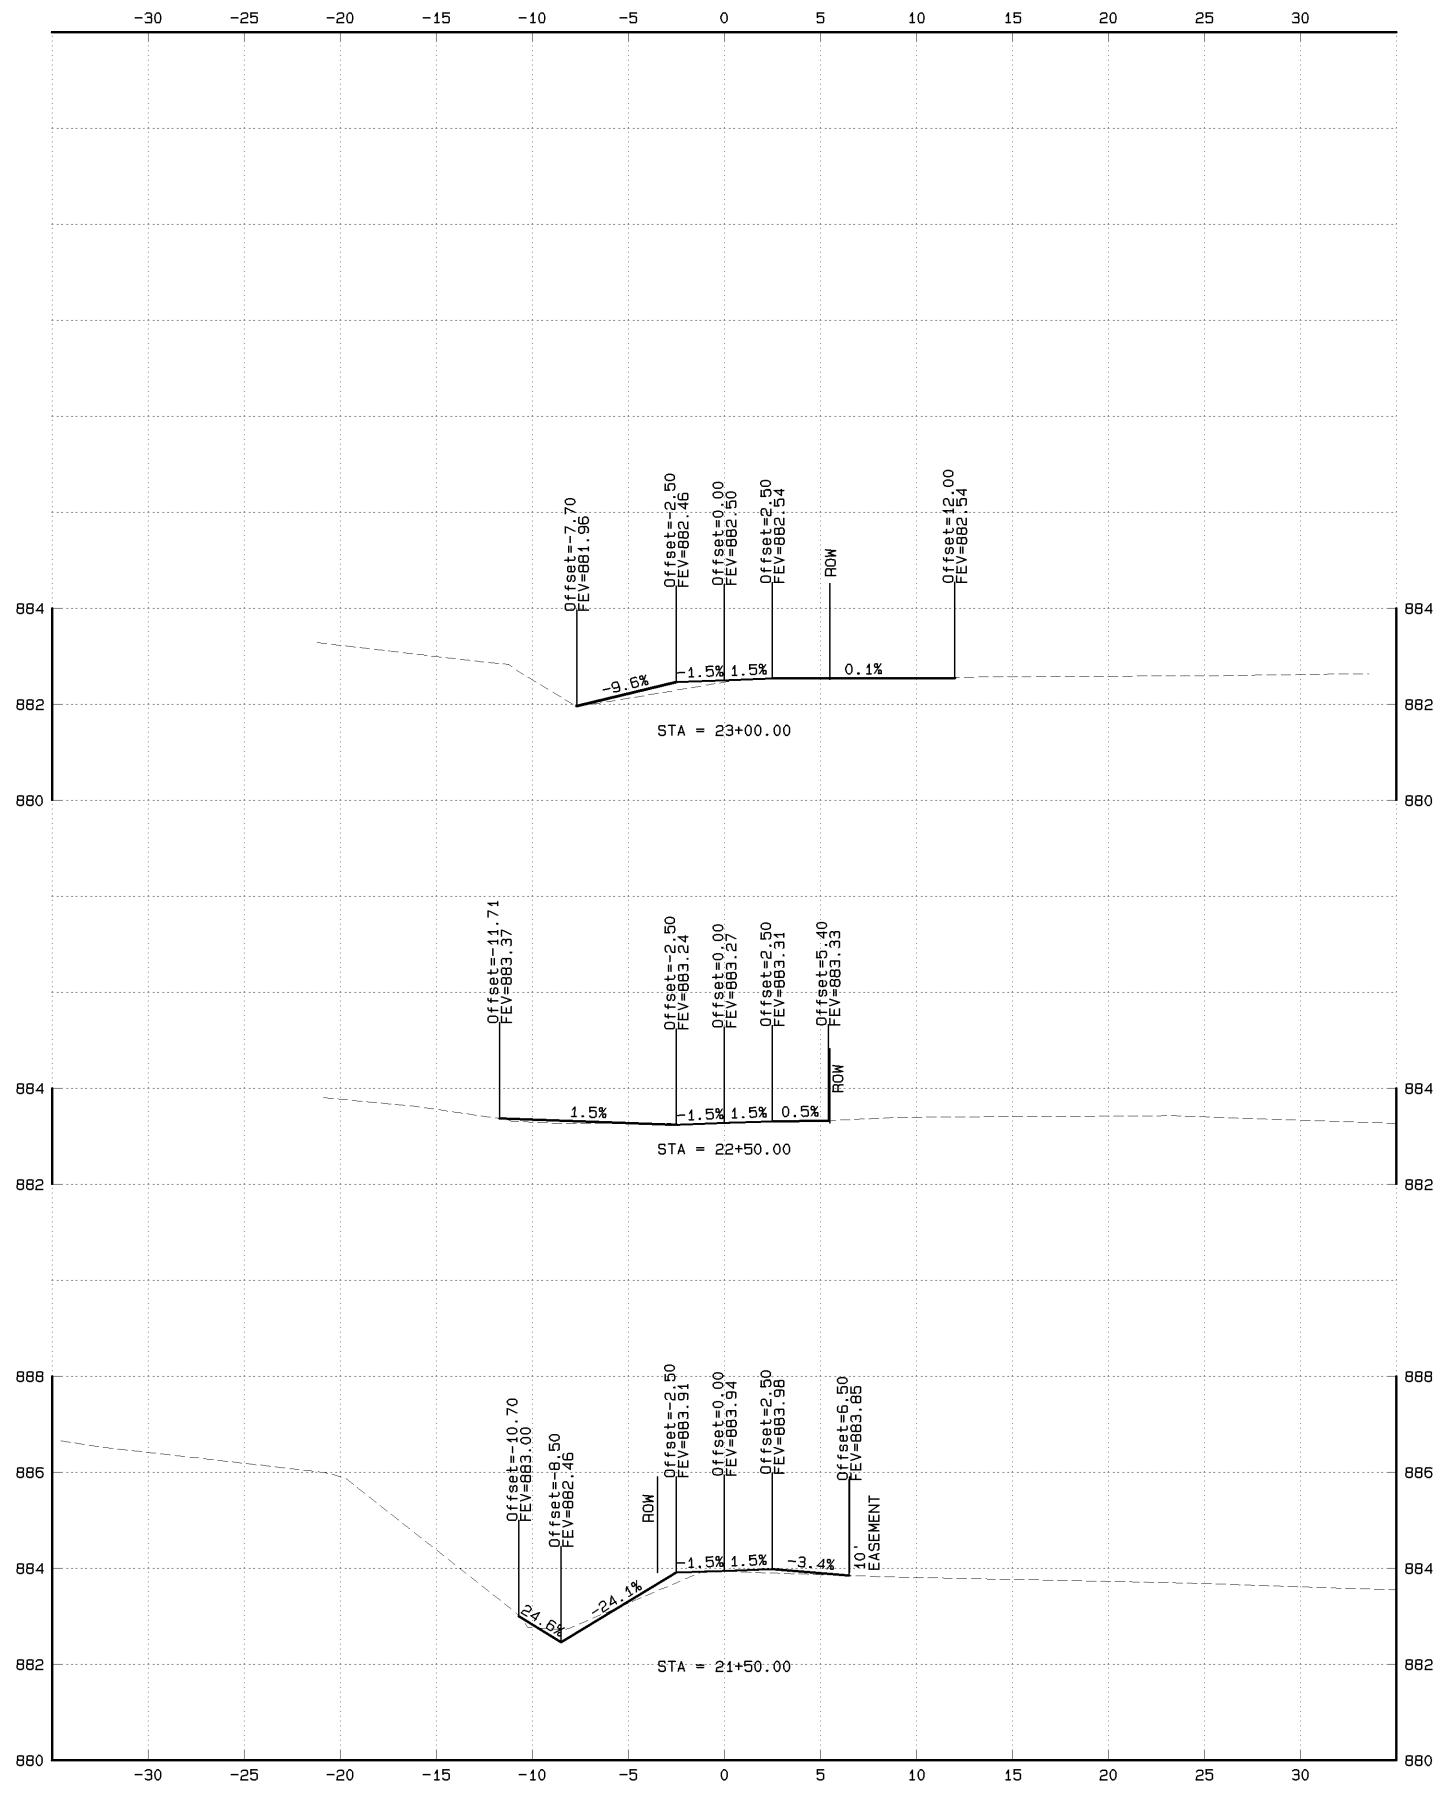 -30 -25 -20 -15 -10 -5 0 5 10 15 20 25 30
Offset=-7.70
FEV=881.96
Offset=-2.50
FEV=882.46
Offset=0.00
FEV=882.50
Offset=2.50
FEV=882.54
ROW
Offset=12.00
FEV=882.54
884 884
-9.6% -1.5% 1.5% 0.1%
882 882
STA = 23+00.00
880 880
Offset=-11.71
FEV=883.37
Offset=-2.50
FEV=883.24
Offset=0.00
FEV=883.27
Offset=2.50
FEV=883.31
Offset=5.40
FEV=883.33
ROW
884 884
1.5% -1.5% 1.5% 0.5%
STA = 22+50.00
882 882
888 888
Offset=-10.70
FEV=883.00
Offset=-8.50
FEV=882.46
ROW
Offset=-2.50
FEV=883.91
Offset=0.00
FEV=883.94
Offset=2.50
FEV=883.98
Offset=6.50
FEV=883.85
10'
EASEMENT
886 886
884 884
24.6% -24.1% -1.5% 1.5% -3.4%
882 882
STA = 21+50.00
880 880
-30 -25 -20 -15 -10 -5 0 5 10 15 20 25 30